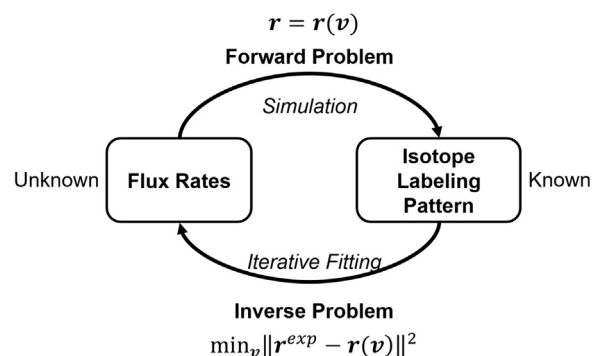 r = r(v)
Forward Problem
Simulation
Unknown
Flux Rates
Isotope
Labeling
Pattern
Known
Iterative Fitting
Inverse Problem
min_v‖r^{exp} − r(v)‖²